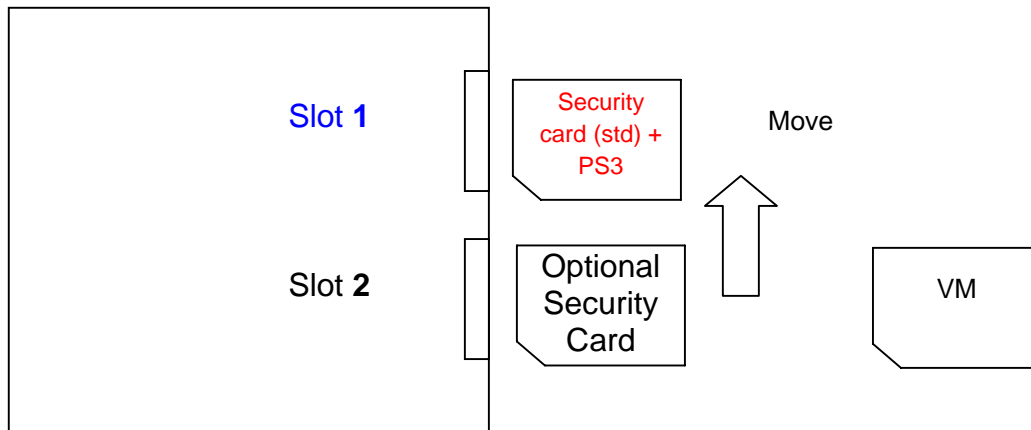 Slot 1
Security
card (std) +
PS3
Move
Slot 2
Optional
Security
Card
VM